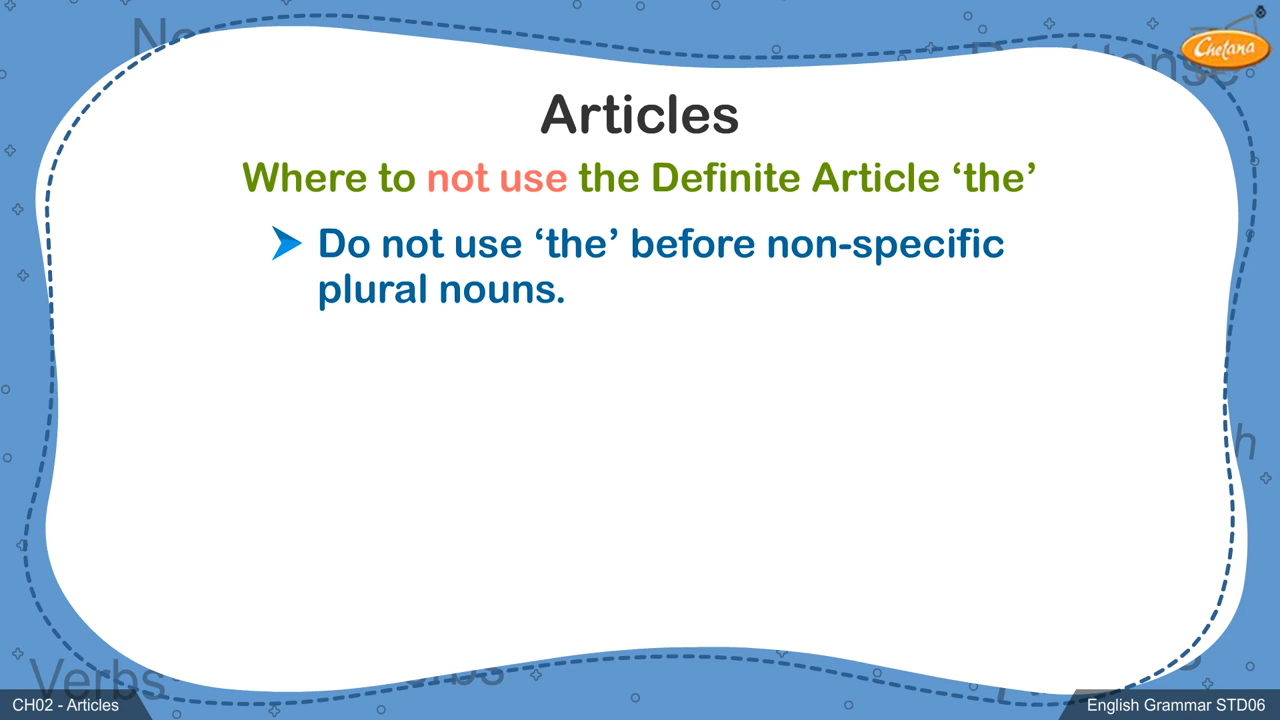 Chetana
Articles
Where to not use the Definite Article ‘the’
➤ Do not use ‘the’ before non-specific
plural nouns.
Verbs
CH02 - Articles
English Grammar STD06